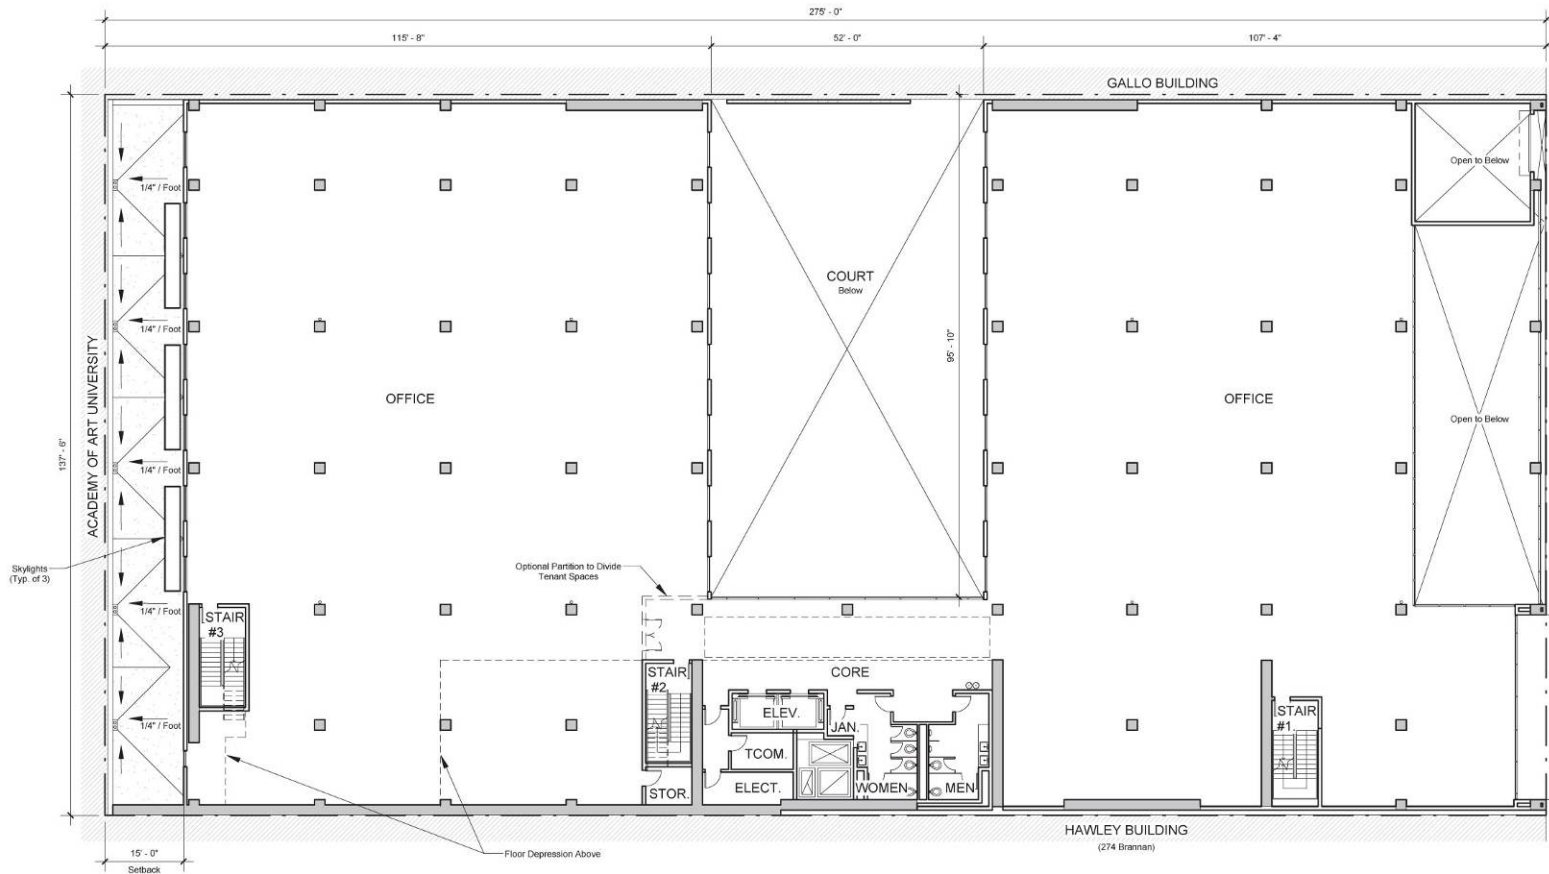 275' - 0"
115' - 8"
52' - 0"
107' - 4"
GALLO BUILDING
Open to Below
1/4" / Foot
COURT
Below
1/4" / Foot
95' - 10"
OFFICE
OFFICE
ACADEMY OF ART UNIVERSITY
137' - 6"
Open to Below
1/4" / Foot
Skylights
(Typ. of 3)
Optional Partition to Divide
Tenant Spaces
1/4" / Foot
STAIR
#3
STAIR
#2
CORE
ELEV.
JAN.
STAIR
#1
1/4" / Foot
TCOM.
STOR.
ELECT.
WOMEN
MEN
HAWLEY BUILDING
(274 Brannan)
Floor Depression Above
15' - 0"
Setback